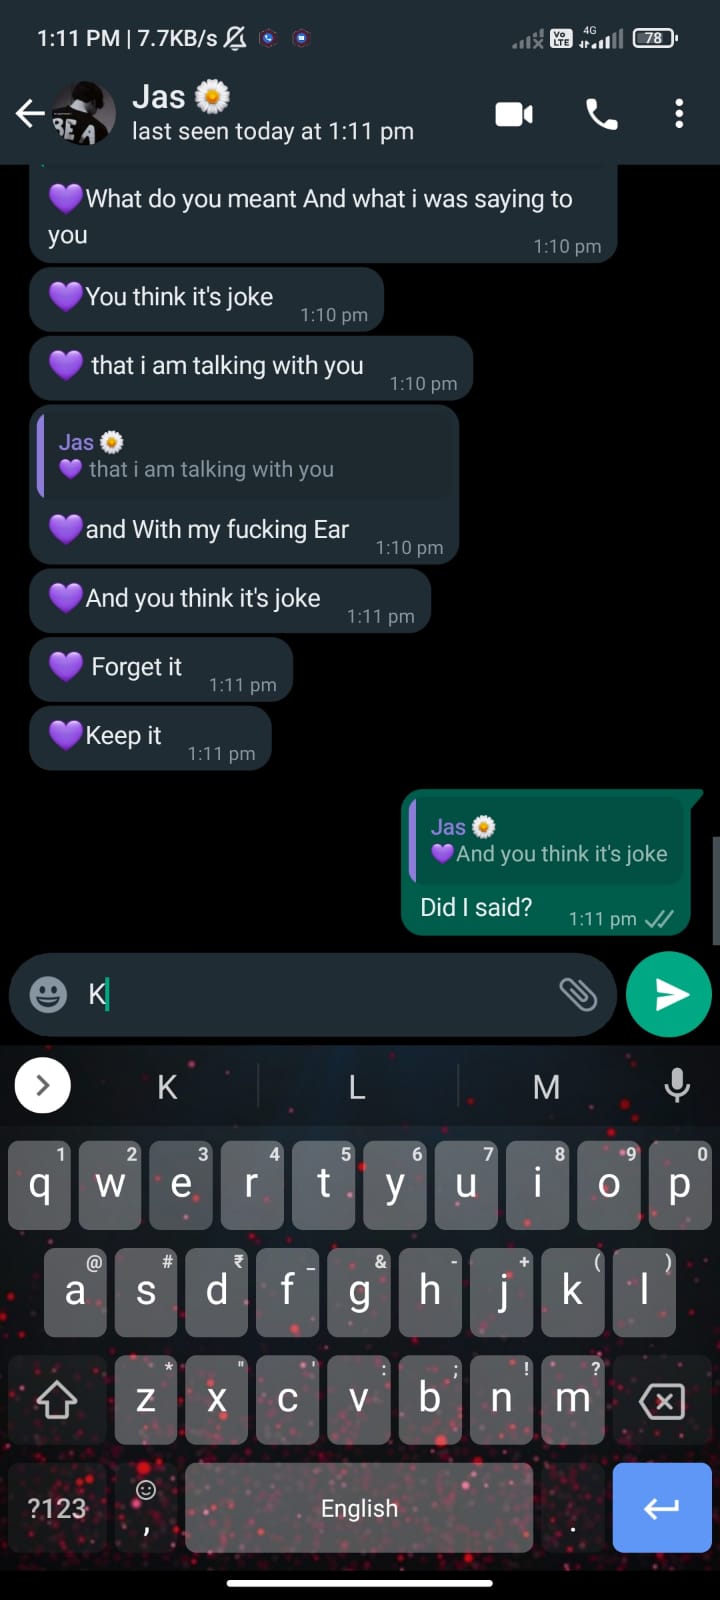 1:11 PM | 7.7KB/s
Vo LTE 4G 78
Jas
last seen today at 1:11 pm
BE A
💜What do you meant And what i was saying to
you
1:10 pm
💜You think it's joke
1:10 pm
💜 that i am talking with you
1:10 pm
Jas🌼
💜 that i am talking with you
💜and With my fucking Ear
1:10 pm
💜And you think it's joke
1:11 pm
💜 Forget it
1:11 pm
💜Keep it
1:11 pm
Jas🌼
💜And you think it's joke
Did I said?
1:11 pm
K
K L M
1 2 3 4 5 6 7 8 9 0
q w e r t y u i o p
@ # ₹ _ & - + ( )
a s d f g h j k l
* " ' : ; ! ?
z x c v b n m
?123 , English .